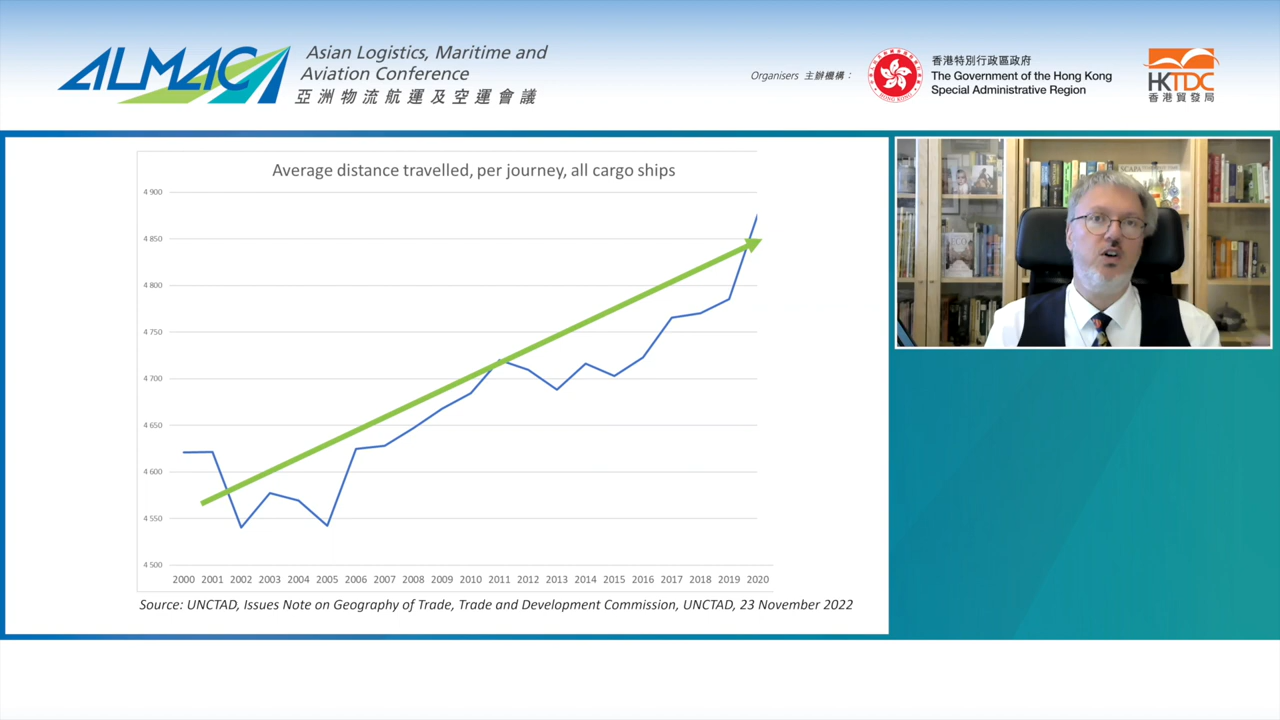 ALMAC
Asian Logistics, Maritime and
Aviation Conference
亞洲物流航運及空運會議
Organisers 主辦機構：
香港特別行政區政府
The Government of the Hong Kong
Special Administrative Region
HONG KONG
HKTDC
香港貿發局
Average distance travelled, per journey, all cargo ships
4 900
4 850
4 800
4 750
4 700
4 650
4 600
4 550
4 500
2000 2001 2002 2003 2004 2005 2006 2007 2008 2009 2010 2011 2012 2013 2014 2015 2016 2017 2018 2019 2020
Source: UNCTAD, Issues Note on Geography of Trade, Trade and Development Commission, UNCTAD, 23 November 2022